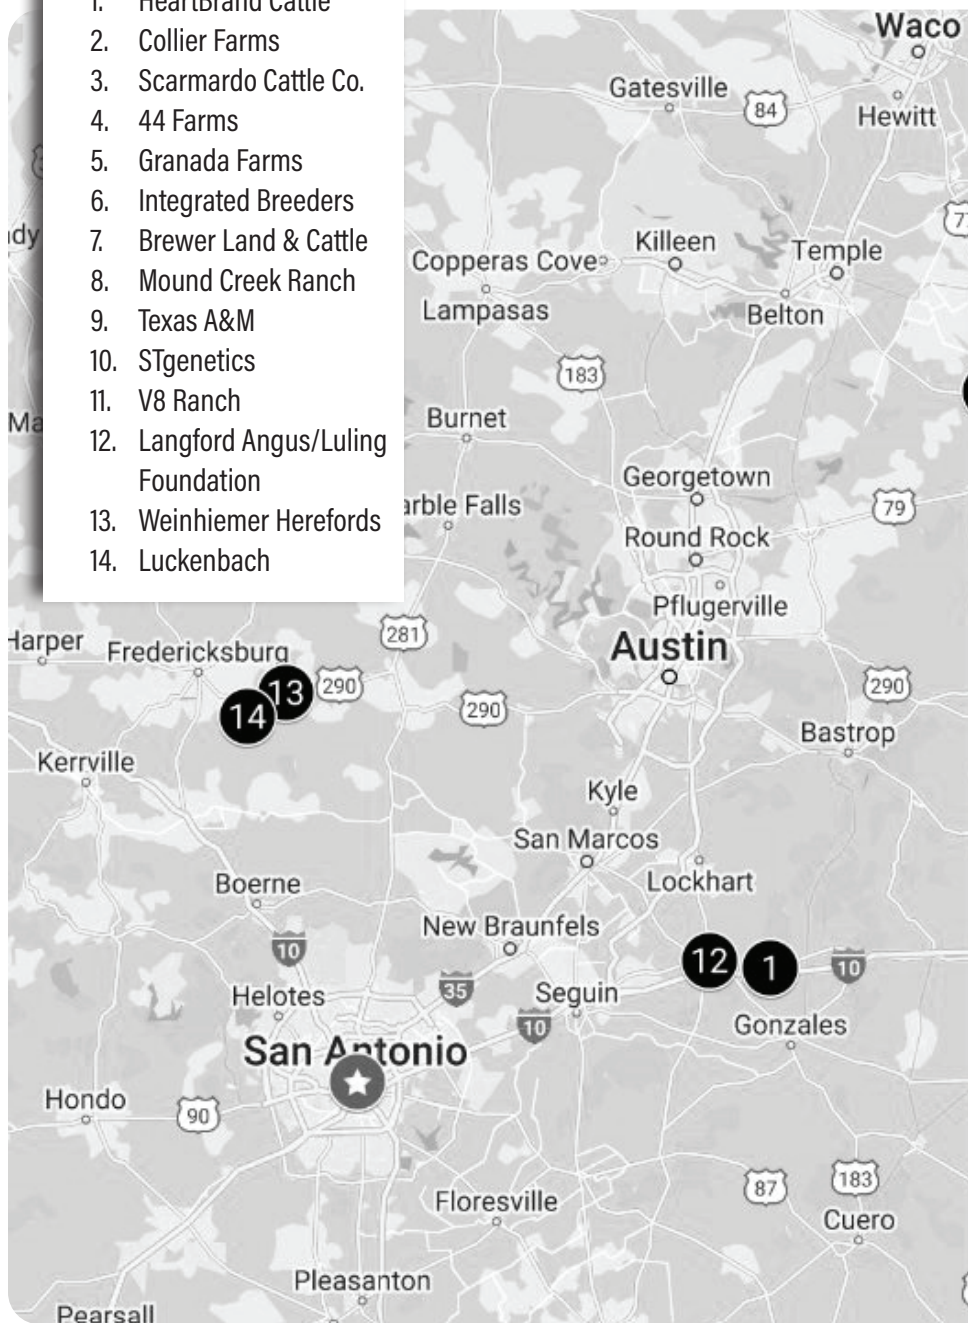 1. HeartBrand Cattle
2. Collier Farms
3. Scarmardo Cattle Co.
4. 44 Farms
5. Granada Farms
6. Integrated Breeders
7. Brewer Land & Cattle
8. Mound Creek Ranch
9. Texas A&M
10. STgenetics
11. V8 Ranch
12. Langford Angus/Luling
Foundation
13. Weinhiemer Herefords
14. Luckenbach
Waco
Gatesville
84
Hewitt
Killeen
Temple
Copperas Cove
Lampasas
Belton
183
Burnet
Georgetown
arble Falls
79
Round Rock
Pflugerville
281
Harper
Fredericksburg
Austin
13
290
290
290
14
Bastrop
Kerrville
Kyle
San Marcos
Boerne
Lockhart
New Braunfels
10
12
1
10
35
Helotes
Seguin
10
Gonzales
San Antonio
Hondo
90
87
183
Floresville
Cuero
Pleasanton
Pearsall